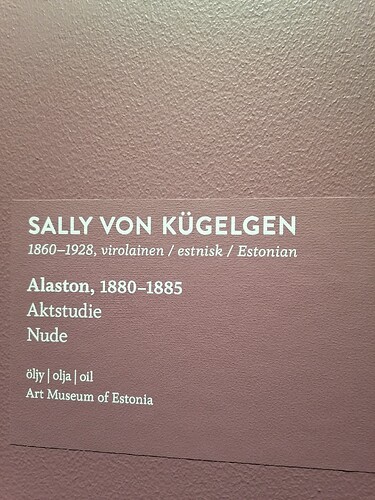 SALLY VON KÜGELGEN
1860–1928, virolainen / estnisk / Estonian
Alaston, 1880–1885
Aktstudie
Nude
öljy | olja | oil
Art Museum of Estonia